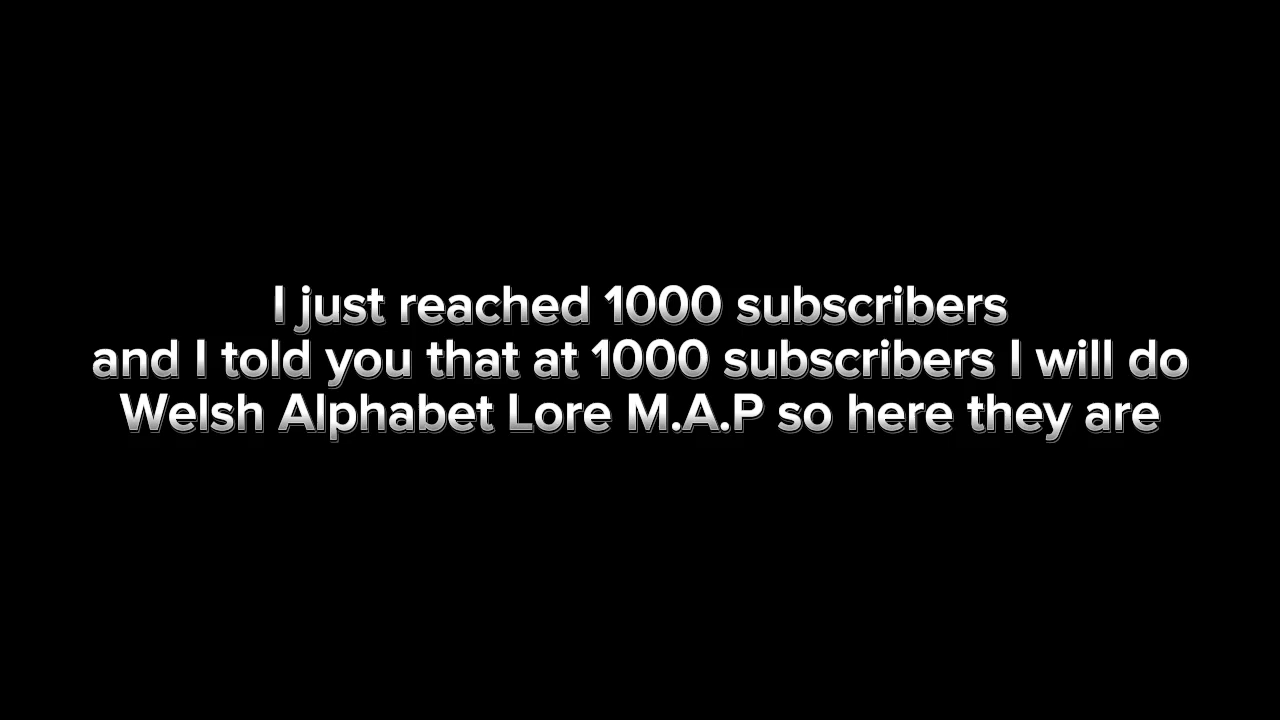 I just reached 1000 subscribers
and I told you that at 1000 subscribers I will do
Welsh Alphabet Lore M.A.P so here they are